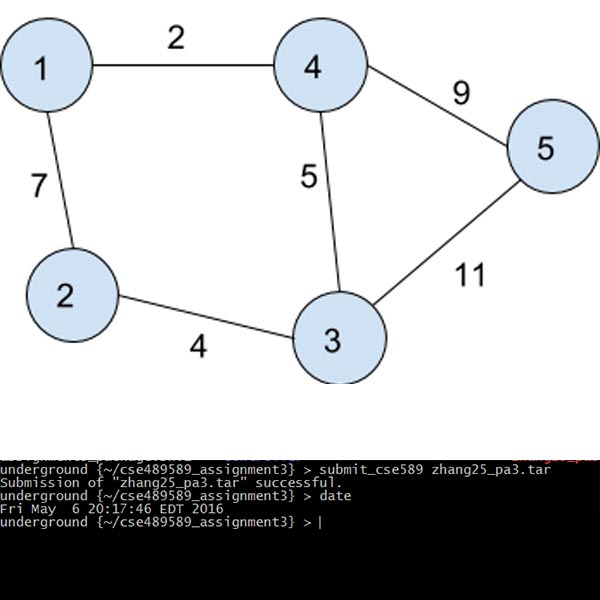 2
1
4
9
5
5
7
2
11
3
4
underground {~/cse489589_assignment3} > submit_cse589 zhang25_pa3.tar
Submission of "zhang25_pa3.tar" successful.
underground {~/cse489589_assignment3} > date
Fri May  6 20:17:46 EDT 2016
underground {~/cse489589_assignment3} >